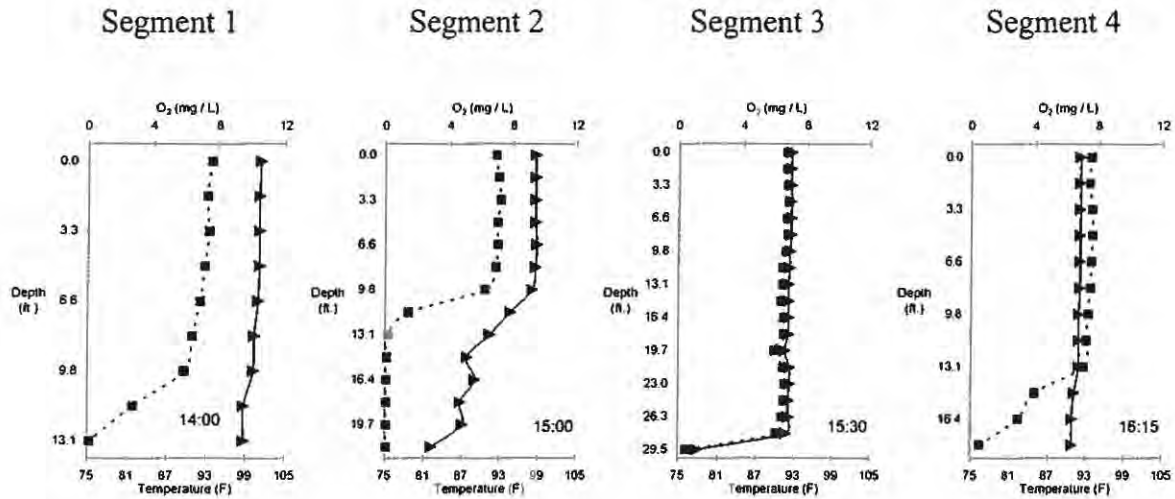 Segment 1 Segment 2 Segment 3 Segment 4
O₂ (mg / L) O₂ (mg / L) O₂ (mg / L) O₂ (mg / L)
0 4 8 12 0 4 8 12 0 4 8 12 0 4 8 12
0.0
3.3
6.6
9.8
13.1
Depth
(ft.)
14:00
75 81 87 93 99 105
Temperature (F)
0.0
3.3
6.6
9.8
13.1
16.4
19.7
Depth
(ft.)
15:00
75 81 87 93 99 105
Temperature (F)
0.0
3.3
6.6
9.8
13.1
16.4
19.7
23.0
26.3
29.5
Depth
(ft.)
15:30
75 81 87 93 99 105
Temperature (F)
0.0
3.3
6.6
9.8
13.1
16.4
Depth
(ft.)
75 81 87 93 99 105
Temperature (F)